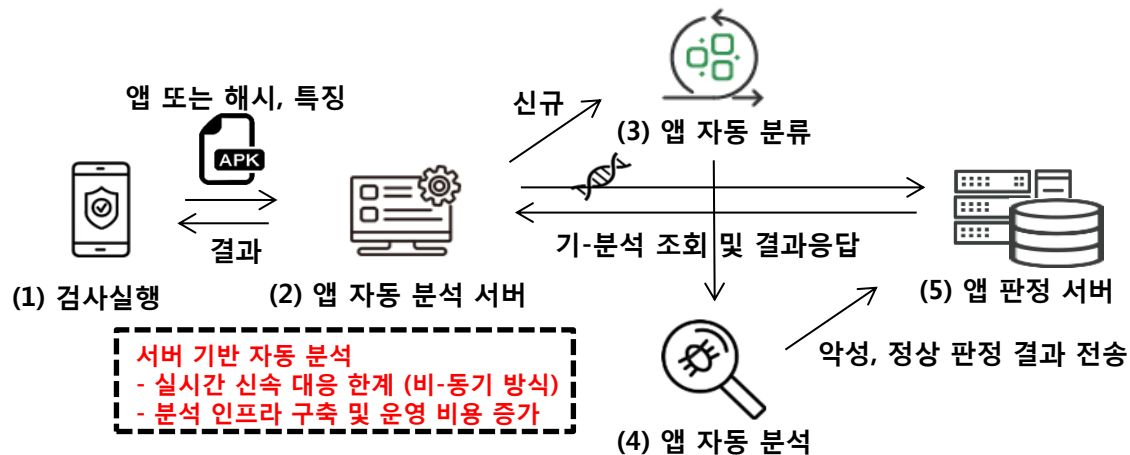 앱 또는 해시, 특징
APK
결과
(1) 검사실행
(2) 앱 자동 분석 서버
신규
(3) 앱 자동 분류
기-분석 조회 및 결과응답
(5) 앱 판정 서버
악성, 정상 판정 결과 전송
(4) 앱 자동 분석
서버 기반 자동 분석
- 실시간 신속 대응 한계 (비-동기 방식)
- 분석 인프라 구축 및 운영 비용 증가